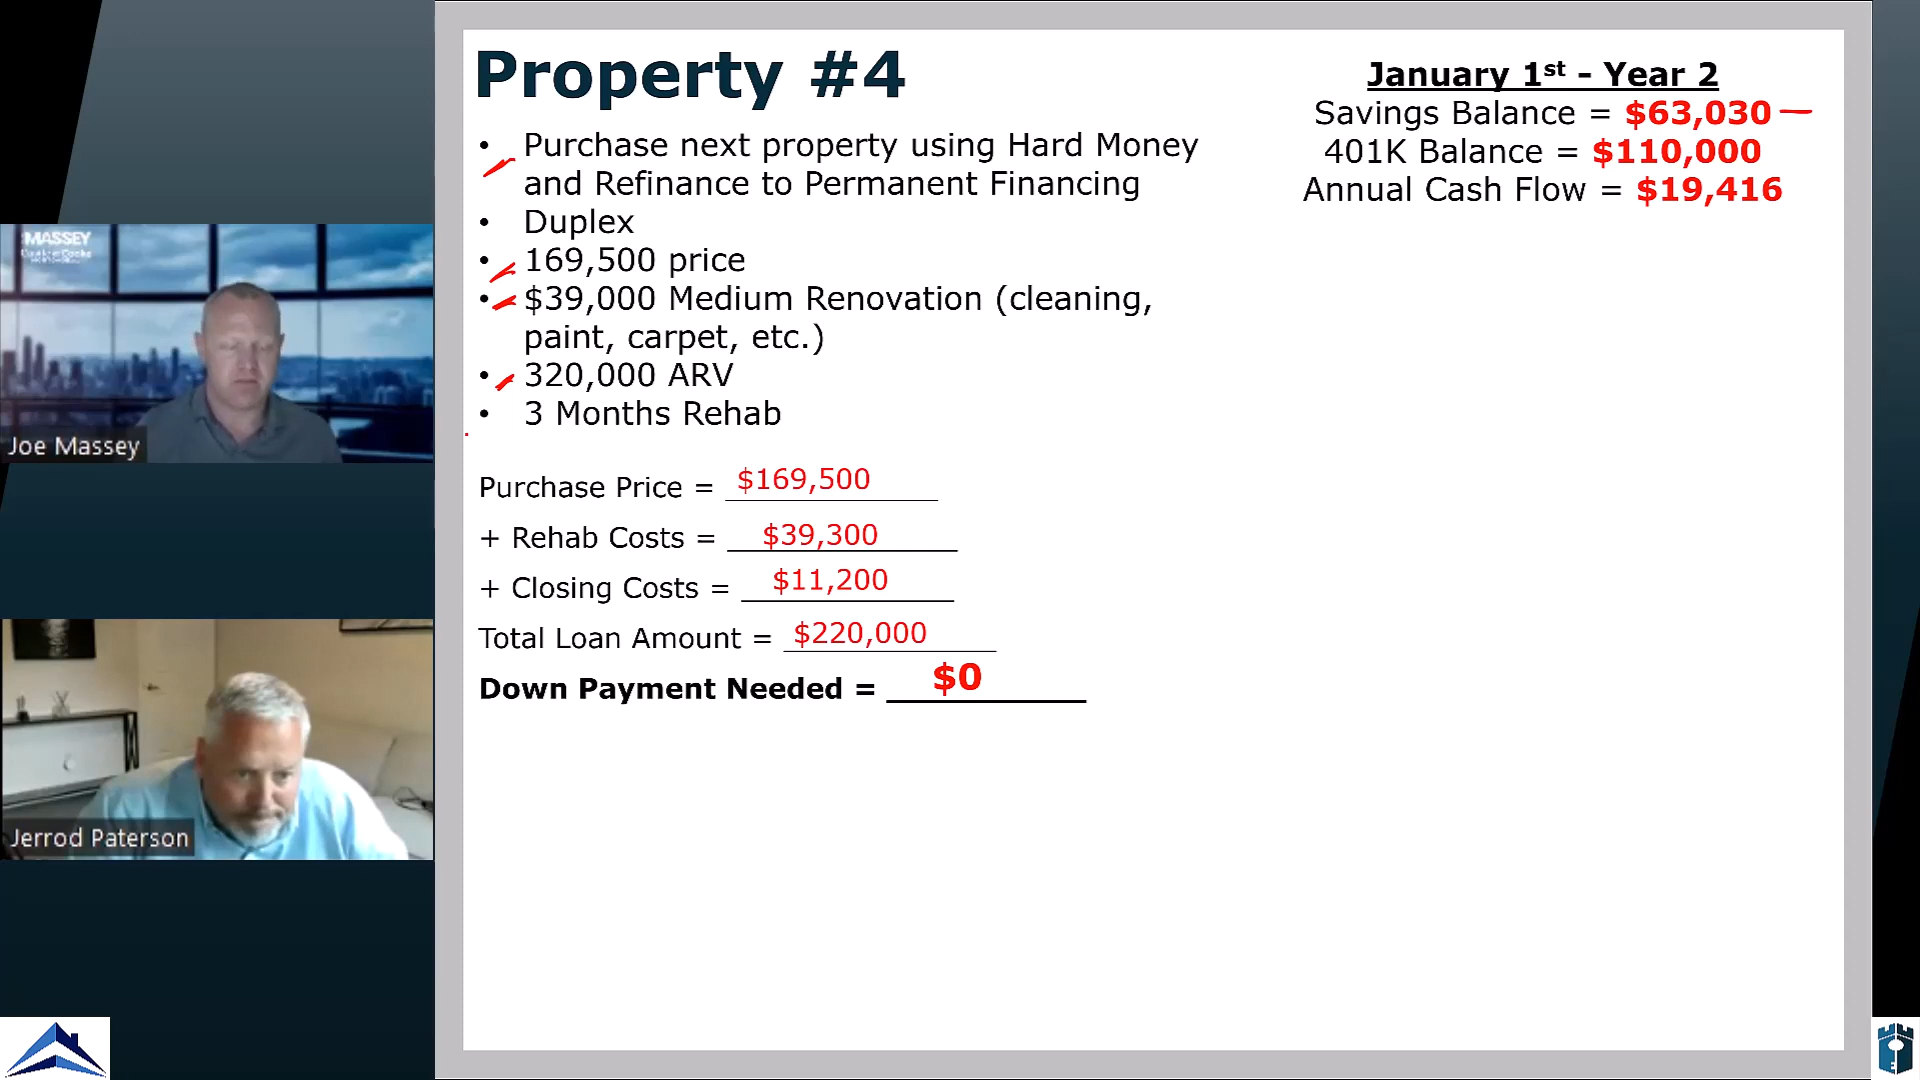 Property #4
January 1st - Year 2
Savings Balance = $63,030
401K Balance = $110,000
Annual Cash Flow = $19,416
• Purchase next property using Hard Money
and Refinance to Permanent Financing
• Duplex
• 169,500 price
• $39,000 Medium Renovation (cleaning,
paint, carpet, etc.)
• 320,000 ARV
• 3 Months Rehab
Purchase Price = $169,500
+ Rehab Costs = $39,300
+ Closing Costs = $11,200
Total Loan Amount = $220,000
Down Payment Needed = $0
MASSEY
Joe Massey
Jerrod Paterson